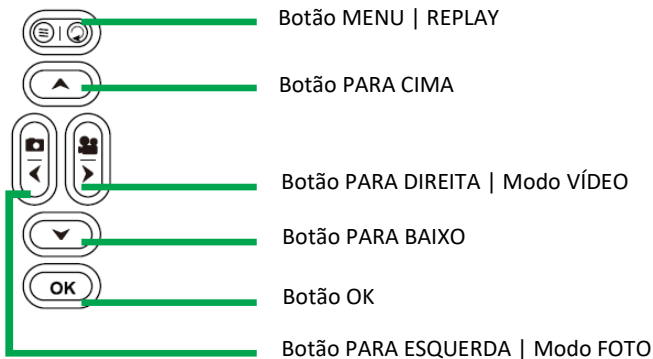 Botão MENU | REPLAY
Botão PARA CIMA
Botão PARA DIREITA | Modo VÍDEO
Botão PARA BAIXO
OK
Botão OK
Botão PARA ESQUERDA | Modo FOTO